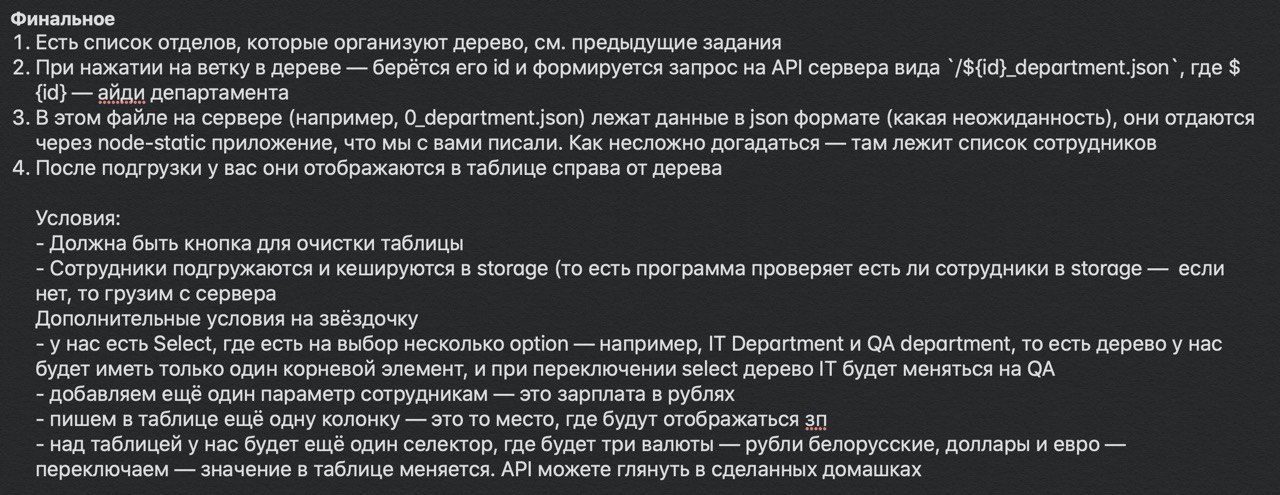 Финальное
1. Есть список отделов, которые организуют дерево, см. предыдущие задания
2. При нажатии на ветку в дереве — берётся его id и формируется запрос на API сервера вида `/${id}_department.json`, где $
{id} — айди департамента
3. В этом файле на сервере (например, 0_department.json) лежат данные в json формате (какая неожиданность), они отдаются
через node-static приложение, что мы с вами писали. Как несложно догадаться — там лежит список сотрудников
4. После подгрузки у вас они отображаются в таблице справа от дерева
Условия:
- Должна быть кнопка для очистки таблицы
- Сотрудники подгружаются и кешируются в storage (то есть программа проверяет есть ли сотрудники в storage — если
нет, то грузим с сервера
Дополнительные условия на звёздочку
- у нас есть Select, где есть на выбор несколько option — например, IT Department и QA department, то есть дерево у нас
будет иметь только один корневой элемент, и при переключении select дерево IT будет меняться на QA
- добавляем ещё один параметр сотрудникам — это зарплата в рублях
- пишем в таблице ещё одну колонку — это то место, где будут отображаться зп
- над таблицей у нас будет ещё один селектор, где будет три валюты — рубли белорусские, доллары и евро —
переключаем — значение в таблице меняется. API можете глянуть в сделанных домашках